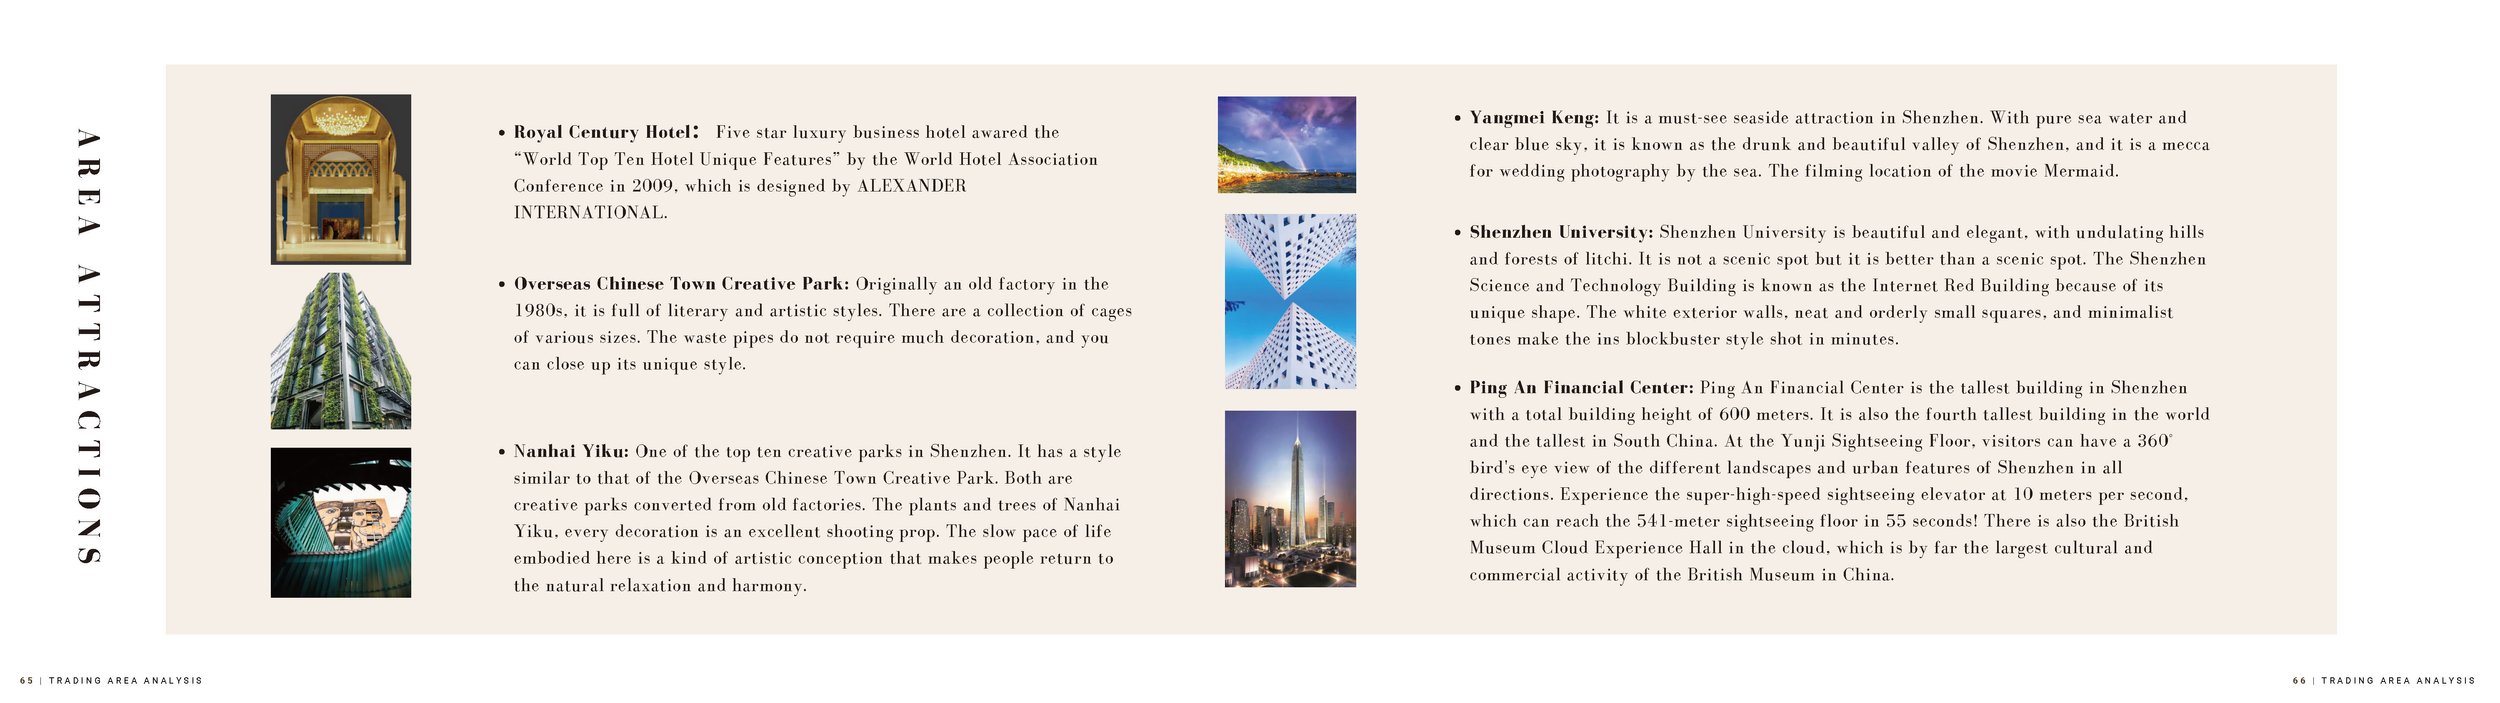 AREA ATTRACTIONS
• Royal Century Hotel： Five star luxury business hotel awared the
“World Top Ten Hotel Unique Features” by the World Hotel Association
Conference in 2009, which is designed by ALEXANDER
INTERNATIONAL.
• Overseas Chinese Town Creative Park: Originally an old factory in the
1980s, it is full of literary and artistic styles. There are a collection of cages
of various sizes. The waste pipes do not require much decoration, and you
can close up its unique style.
• Nanhai Yiku: One of the top ten creative parks in Shenzhen. It has a style
similar to that of the Overseas Chinese Town Creative Park. Both are
creative parks converted from old factories. The plants and trees of Nanhai
Yiku, every decoration is an excellent shooting prop. The slow pace of life
embodied here is a kind of artistic conception that makes people return to
the natural relaxation and harmony.
• Yangmei Keng: It is a must-see seaside attraction in Shenzhen. With pure sea water and
clear blue sky, it is known as the drunk and beautiful valley of Shenzhen, and it is a mecca
for wedding photography by the sea. The filming location of the movie Mermaid.
• Shenzhen University: Shenzhen University is beautiful and elegant, with undulating hills
and forests of litchi. It is not a scenic spot but it is better than a scenic spot. The Shenzhen
Science and Technology Building is known as the Internet Red Building because of its
unique shape. The white exterior walls, neat and orderly small squares, and minimalist
tones make the ins blockbuster style shot in minutes.
• Ping An Financial Center: Ping An Financial Center is the tallest building in Shenzhen
with a total building height of 600 meters. It is also the fourth tallest building in the world
and the tallest in South China. At the Yunji Sightseeing Floor, visitors can have a 360°
bird’s eye view of the different landscapes and urban features of Shenzhen in all
directions. Experience the super-high-speed sightseeing elevator at 10 meters per second,
which can reach the 541-meter sightseeing floor in 55 seconds! There is also the British
Museum Cloud Experience Hall in the cloud, which is by far the largest cultural and
commercial activity of the British Museum in China.
65 | TRADING AREA ANALYSIS
66 | TRADING AREA ANALYSIS